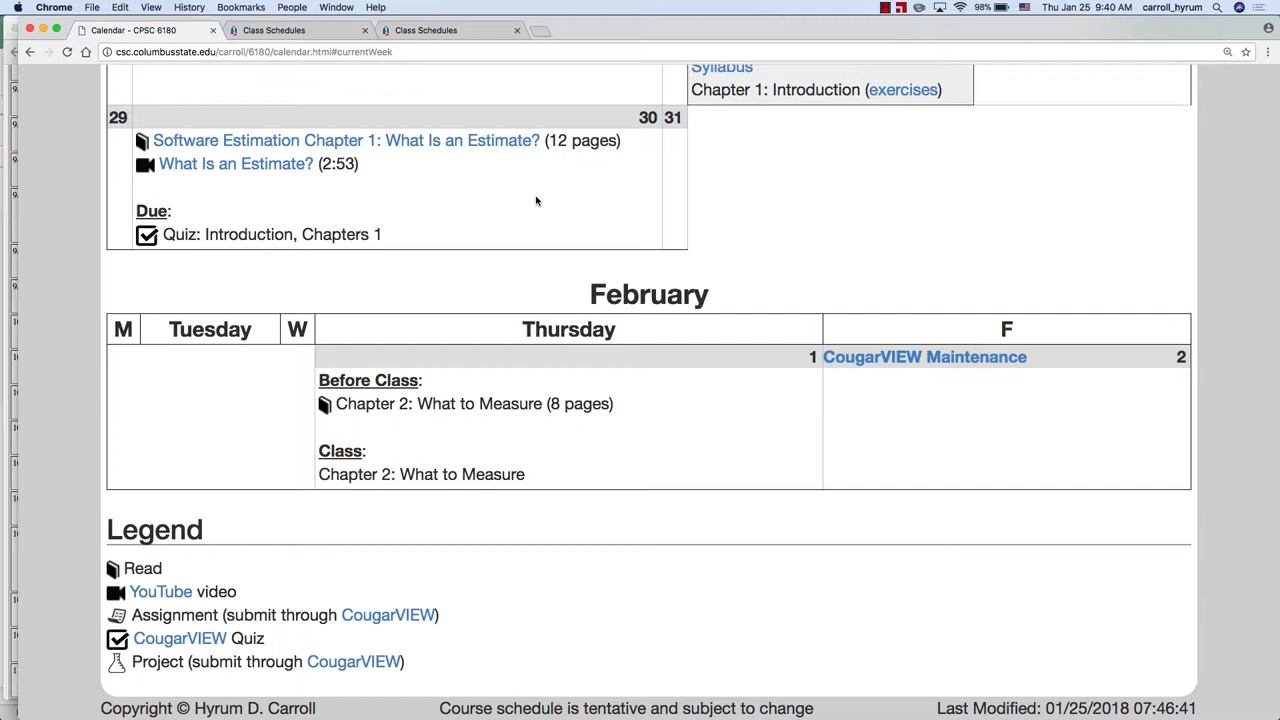 Chrome File Edit View History Bookmarks People Window Help 98% Thu Jan 25 9:40 AM carroll_hyrum
Calendar - CPSC 6180 Class Schedules Class Schedules
csc.columbusstate.edu/carroll/6180/calendar.html#currentWeek
Syllabus
Chapter 1: Introduction (exercises)
29 30 31
Software Estimation Chapter 1: What Is an Estimate? (12 pages)
What Is an Estimate? (2:53)
Due:
Quiz: Introduction, Chapters 1
February
M Tuesday W Thursday F
1 CougarVIEW Maintenance 2
Before Class:
Chapter 2: What to Measure (8 pages)
Class:
Chapter 2: What to Measure
Legend
Read
YouTube video
Assignment (submit through CougarVIEW)
CougarVIEW Quiz
Project (submit through CougarVIEW)
Copyright © Hyrum D. Carroll Course schedule is tentative and subject to change Last Modified: 01/25/2018 07:46:41